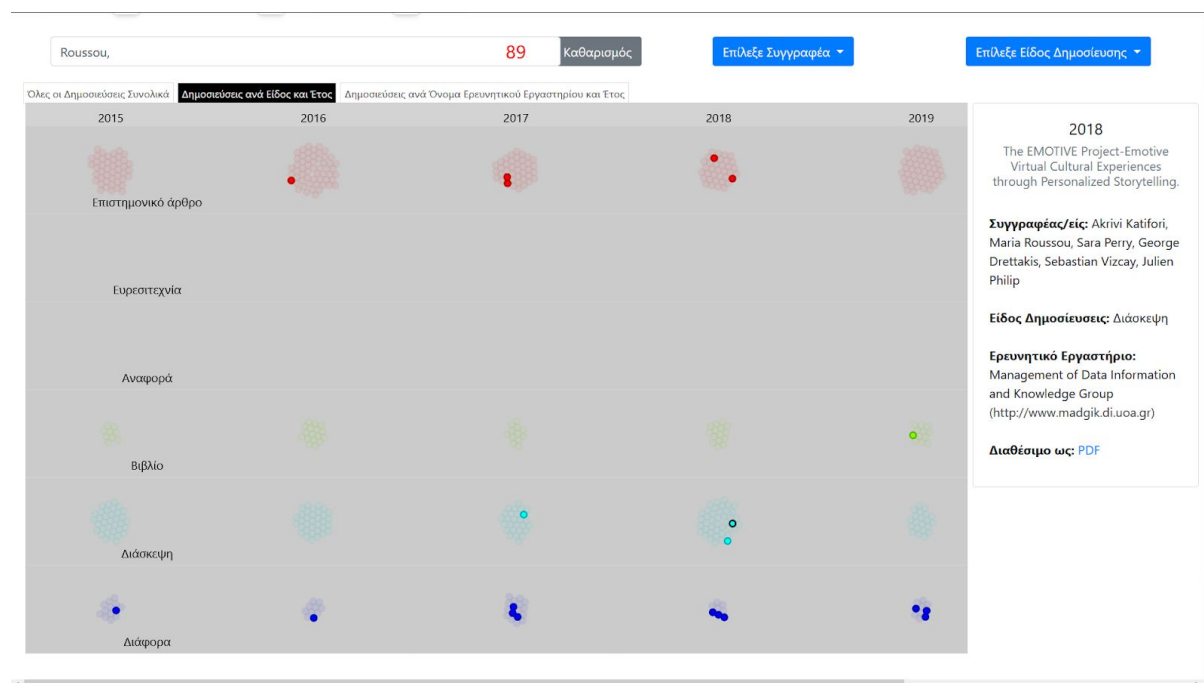 Roussou,
89
Καθαρισμός
Επίλεξε Συγγραφέα
Επίλεξε Είδος Δημοσίευσης
Όλες οι Δημοσιεύσεις Συνολικά
Δημοσιεύσεις ανά Είδος και Έτος
Δημοσιεύσεις ανά Όνομα Ερευνητικού Εργαστηρίου και Έτος
2015
2016
2017
2018
2019
Επιστημονικό άρθρο
Ευρεσιτεχνία
Αναφορά
Βιβλίο
Διάσκεψη
Διάφορα
2018
The EMOTIVE Project-Emotive
Virtual Cultural Experiences
through Personalized Storytelling.
Συγγραφέας/είς: Akrivi Katifori,
Maria Roussou, Sara Perry, George
Drettakis, Sebastian Vizcay, Julien
Philip
Είδος Δημοσίευσεις: Διάσκεψη
Ερευνητικό Εργαστήριο:
Management of Data Information
and Knowledge Group
(http://www.madgik.di.uoa.gr)
Διαθέσιμο ως: PDF